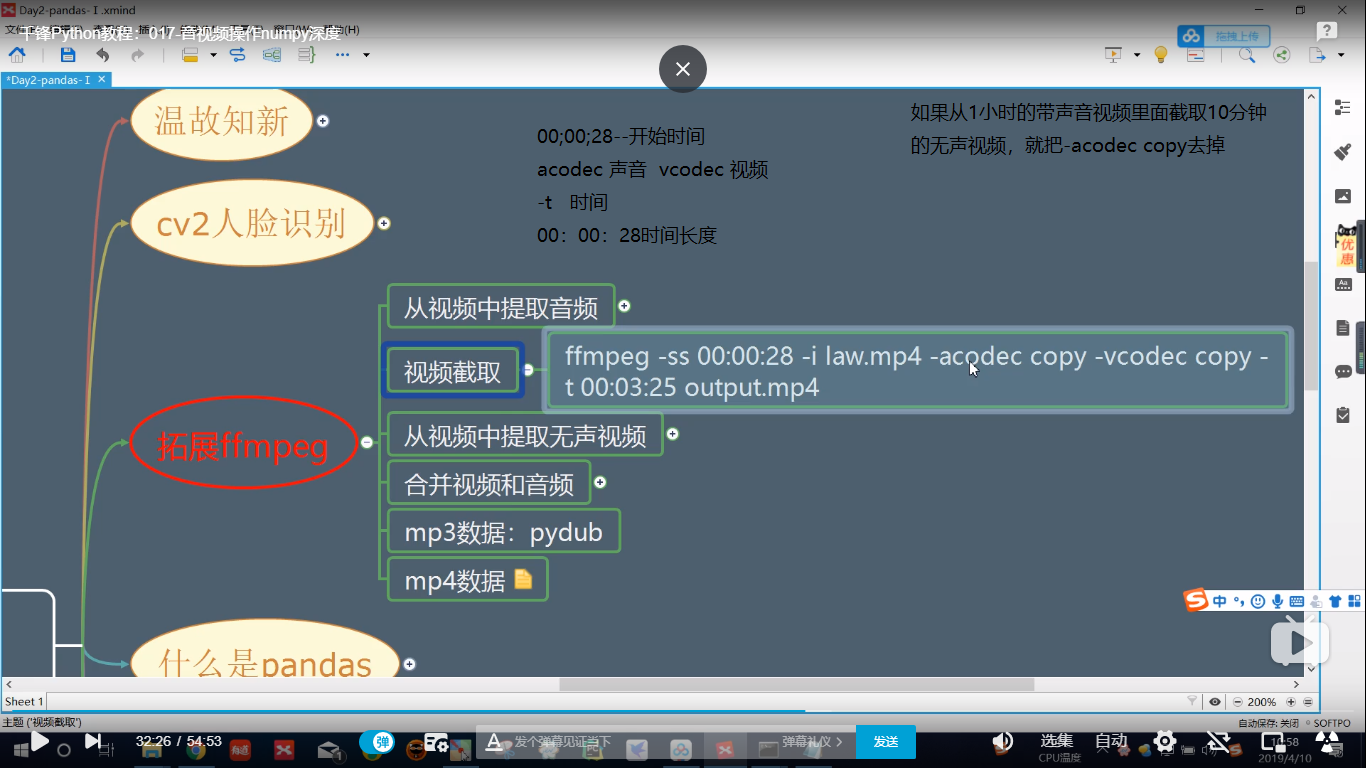 Day2-pandas- I .xmind
千锋Python教程：017-音视频操作numpy深度
拖拽上传
*Day2-pandas- I
温故知新
00;00;28--开始时间
acodec 声音 vcodec 视频
-t 时间
00：00：28时间长度
如果从1小时的带声音视频里面截取10分钟
的无声视频，就把-acodec copy去掉
cv2人脸识别
优
惠
从视频中提取音频
视频截取
ffmpeg -ss 00:00:28 -i law.mp4 -acodec copy -vcodec copy -
t 00:03:25 output.mp4
拓展ffmpeg
从视频中提取无声视频
合并视频和音频
mp3数据：pydub
mp4数据
中
什么是pandas
Sheet 1
200%
主题 ('视频截取')
自动保存: 关闭
SOFTPO
32:26 / 54:53
弹
发个弹幕见证当下
弹幕礼仪
发送
选集
自动
CPU温度
2019/4/10